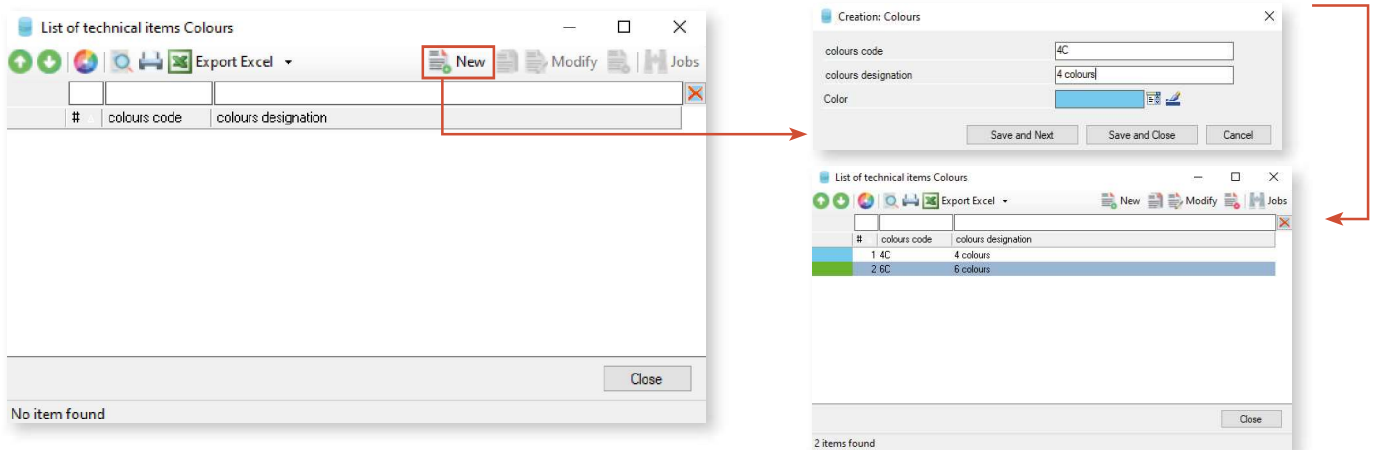 List of technical items Colours
Export Excel
New
Modify
Jobs
# colours code colours designation
Close
No item found
Creation: Colours
colours code 4C
colours designation 4 colours
Color
Save and Next Save and Close Cancel
List of technical items Colours
Export Excel New Modify Jobs
# colours code colours designation
1 4C 4 colours
2 6C 6 colours
Close
2 items found